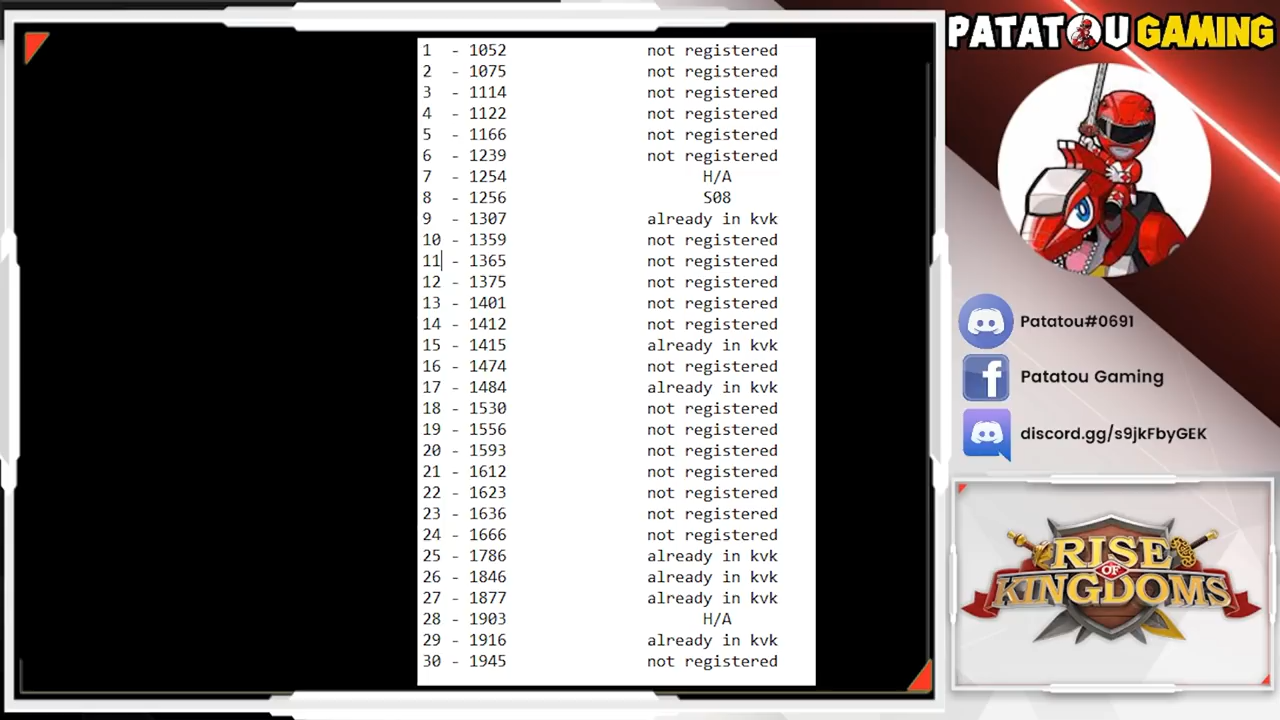 1 - 1052 not registered
2 - 1075 not registered
3 - 1114 not registered
4 - 1122 not registered
5 - 1166 not registered
6 - 1239 not registered
7 - 1254 H/A
8 - 1256 S08
9 - 1307 already in kvk
10 - 1359 not registered
11 - 1365 not registered
12 - 1375 not registered
13 - 1401 not registered
14 - 1412 not registered
15 - 1415 already in kvk
16 - 1474 not registered
17 - 1484 already in kvk
18 - 1530 not registered
19 - 1556 not registered
20 - 1593 not registered
21 - 1612 not registered
22 - 1623 not registered
23 - 1636 not registered
24 - 1666 not registered
25 - 1786 already in kvk
26 - 1846 already in kvk
27 - 1877 already in kvk
28 - 1903 H/A
29 - 1916 already in kvk
30 - 1945 not registered
PATATOU GAMING
Patatou#0691
Patatou Gaming
discord.gg/s9jkFbyGEK
RISE
OF
KINGDOMS